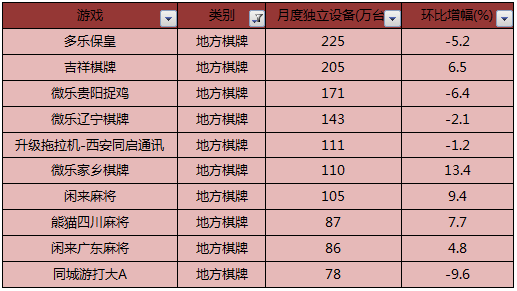 游戏 类别 月度独立设备(万台 环比增幅(%)
多乐保皇 地方棋牌 225 -5.2
吉祥棋牌 地方棋牌 205 6.5
微乐贵阳捉鸡 地方棋牌 171 -6.4
微乐辽宁棋牌 地方棋牌 143 -2.1
升级拖拉机-西安同启通讯 地方棋牌 111 -1.2
微乐家乡棋牌 地方棋牌 110 13.4
闲来麻将 地方棋牌 105 9.4
熊猫四川麻将 地方棋牌 87 7.7
闲来广东麻将 地方棋牌 86 4.8
同城游打大A 地方棋牌 78 -9.6